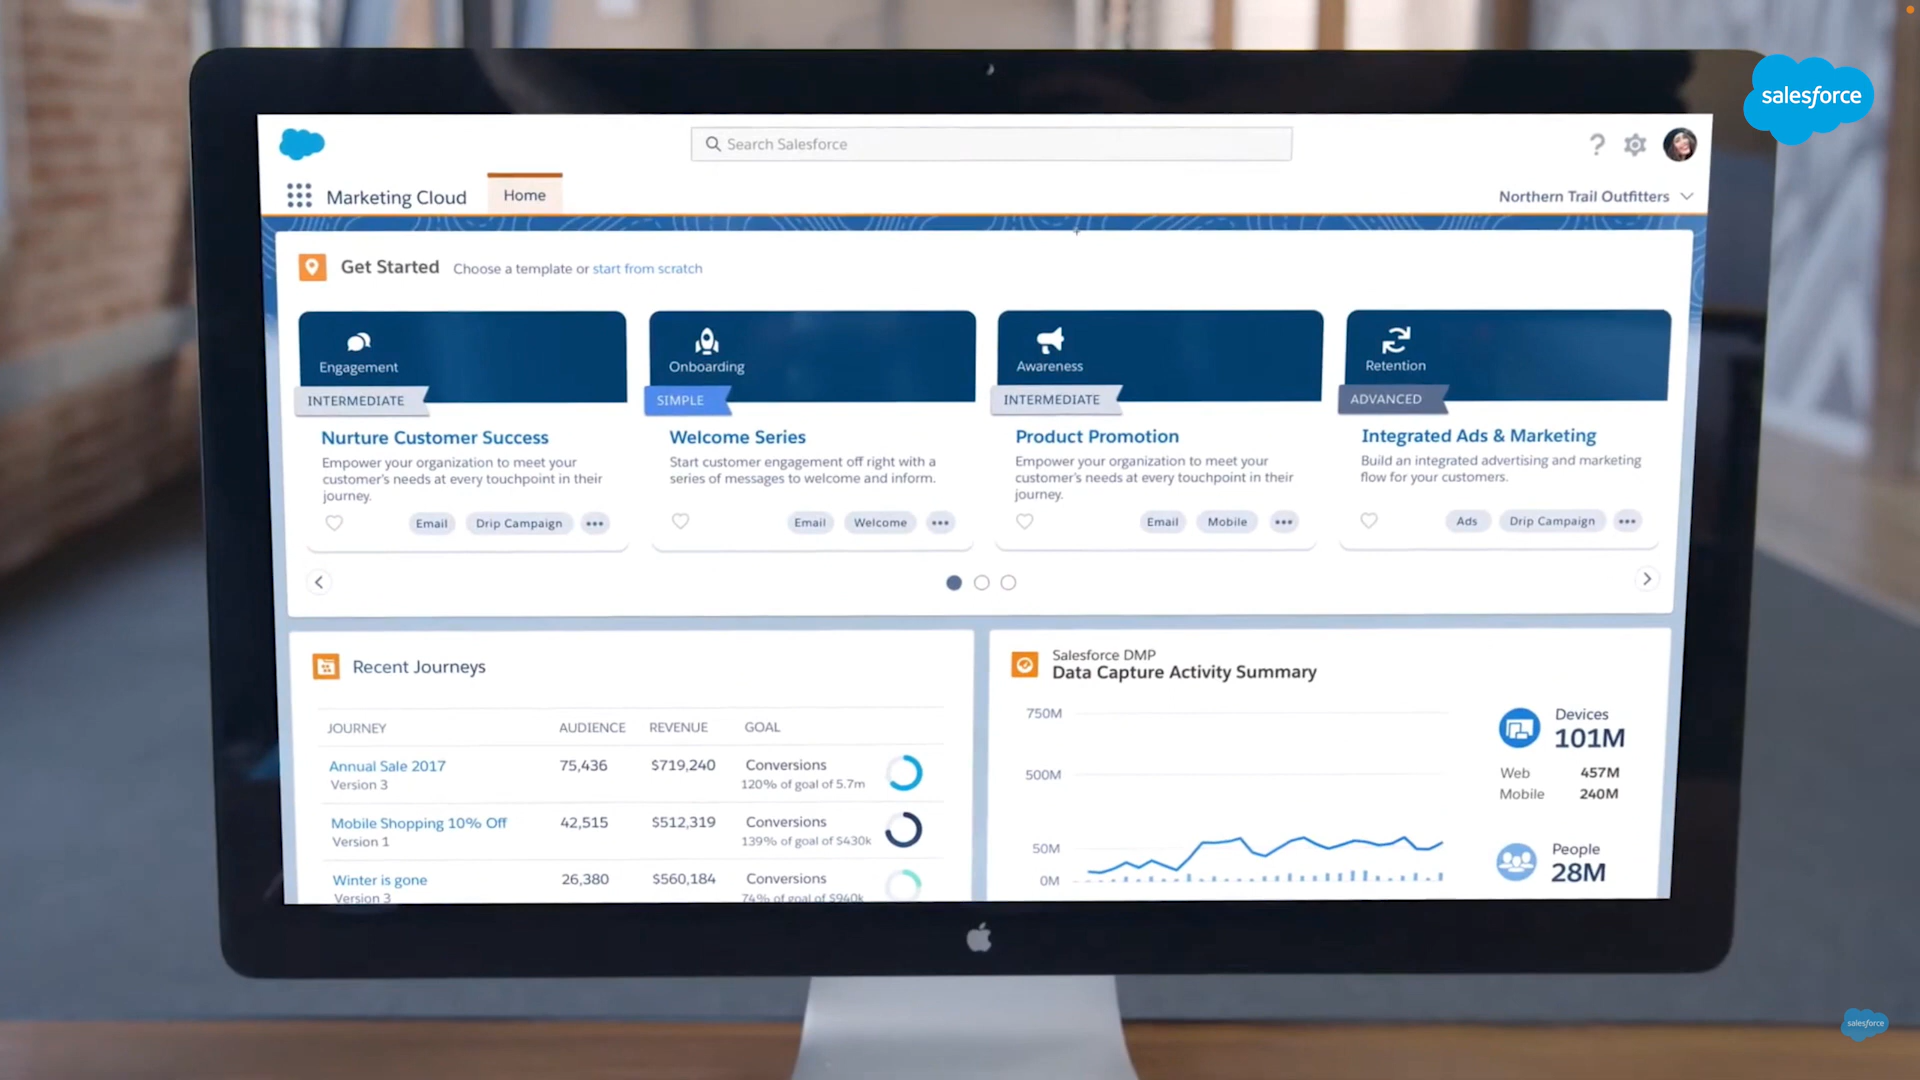 salesforce
Search Salesforce
Marketing Cloud
Home
Northern Trail Outfitters
Get Started
Choose a template or start from scratch
Engagement
INTERMEDIATE
Nurture Customer Success
Empower your organization to meet your
customer's needs at every touchpoint in their
journey.
Email
Drip Campaign
Onboarding
SIMPLE
Welcome Series
Start customer engagement off right with a
series of messages to welcome and inform.
Email
Welcome
Awareness
INTERMEDIATE
Product Promotion
Empower your organization to meet your
customer's needs at every touchpoint in their
journey.
Email
Mobile
Retention
ADVANCED
Integrated Ads & Marketing
Build an integrated advertising and marketing
flow for your customers.
Ads
Drip Campaign
Recent Journeys
JOURNEY AUDIENCE REVENUE GOAL
Annual Sale 2017 75,436 $719,240 Conversions
Version 3 120% of goal of 5.7m
Mobile Shopping 10% Off 42,515 $512,319 Conversions
Version 1 139% of goal of $430k
Winter is gone 26,380 $560,184 Conversions
Version 3 74% of goal of $940k
Salesforce DMP
Data Capture Activity Summary
750M
500M
50M
0M
Devices
101M
Web 457M
Mobile 240M
People
28M
salesforce